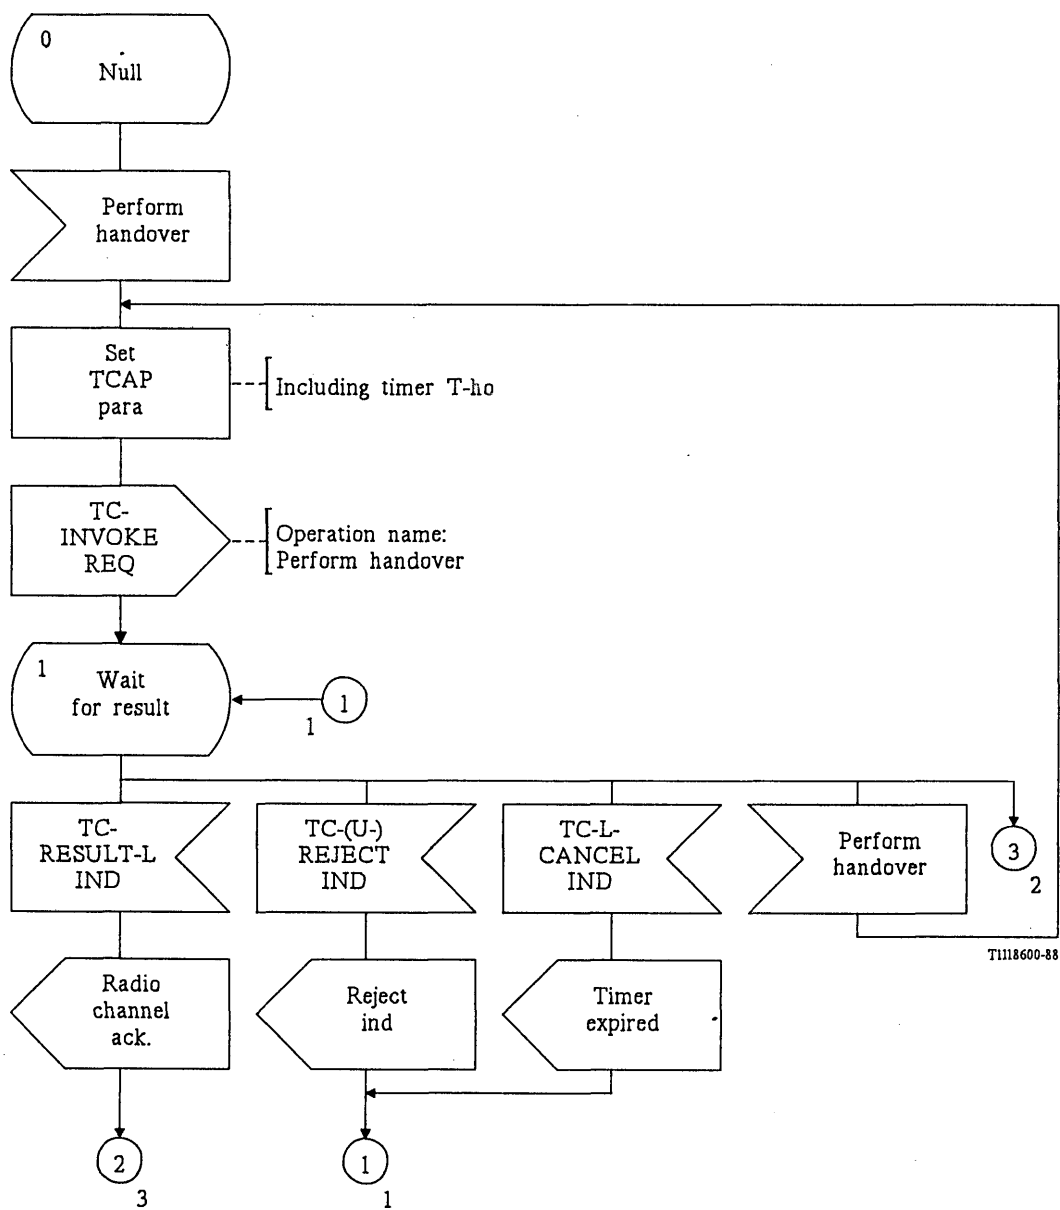 0
Null
Perform
handover
Set
TCAP
para
Including timer T-ho
TC-
INVOKE
REQ
Operation name:
Perform handover
1
Wait
for result
1
1
TC-
RESULT-L
IND
TC-(U-)
REJECT
IND
TC-L-
CANCEL
IND
Perform
handover
3
2
T1118600-88
Radio
channel
ack.
Reject
ind
Timer
expired
2
3
1
1